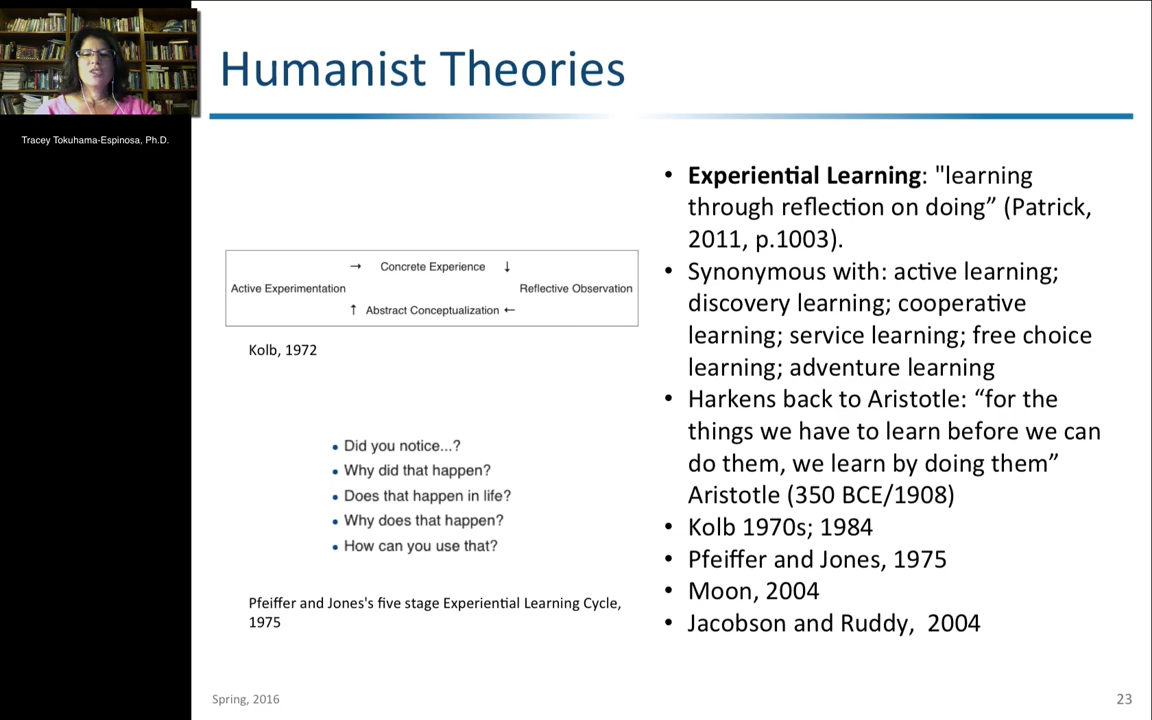 Humanist Theories
Tracey Tokuhama-Espinosa, Ph.D.
→ Concrete Experience ↓
Active Experimentation Reflective Observation
↑ Abstract Conceptualization ←
Kolb, 1972
• Did you notice...?
• Why did that happen?
• Does that happen in life?
• Why does that happen?
• How can you use that?
Pfeiffer and Jones's five stage Experiential Learning Cycle,
1975
• Experiential Learning: "learning
through reflection on doing” (Patrick,
2011, p.1003).
• Synonymous with: active learning;
discovery learning; cooperative
learning; service learning; free choice
learning; adventure learning
• Harkens back to Aristotle: “for the
things we have to learn before we can
do them, we learn by doing them”
Aristotle (350 BCE/1908)
• Kolb 1970s; 1984
• Pfeiffer and Jones, 1975
• Moon, 2004
• Jacobson and Ruddy, 2004
Spring, 2016
23